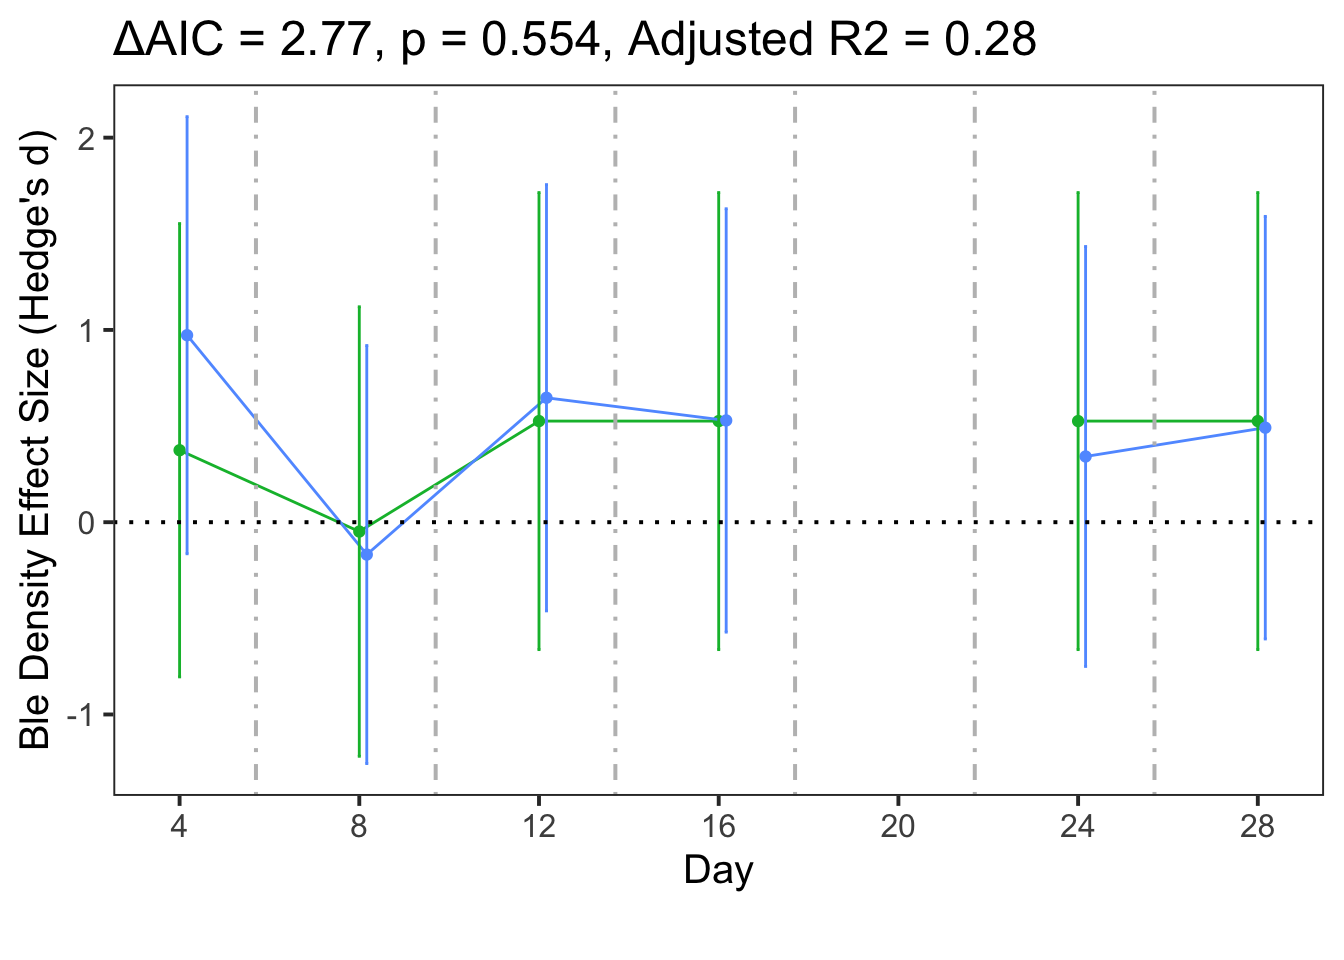 ΔAIC = 2.77, p = 0.554, Adjusted R2 = 0.28
Ble Density Effect Size (Hedge's d)
2
1
0
-1
4 8 12 16 20 24 28
Day